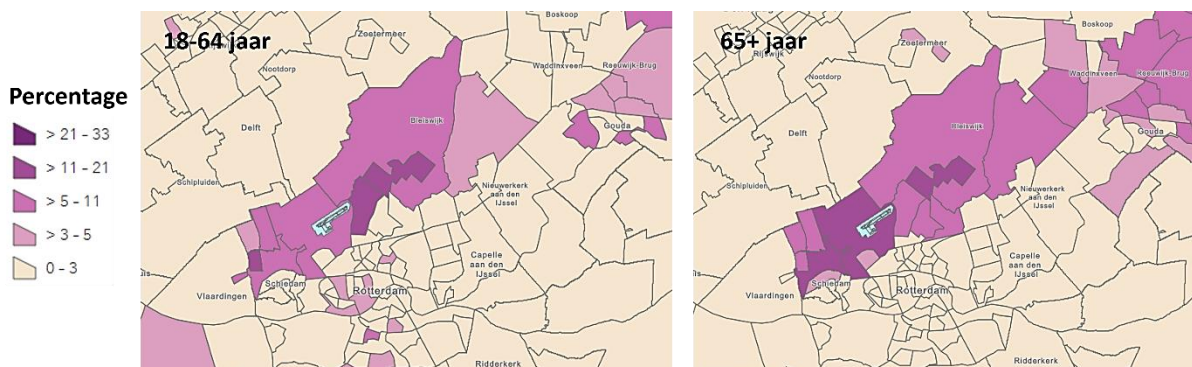 Percentage
> 21 - 33
> 11 - 21
> 5 - 11
> 3 - 5
0 - 3
18-64 jaar
Zoetermeer
Boskoop
Waddinxveen
Reeuwijk-Brug
Nootdorp
Delft
Bleiswijk
Gouda
Schipluiden
Nieuwerkerk
aan den
IJssel
Capelle
aan den
IJssel
Vlaardingen
Schiedam
Rotterdam
Ridderkerk
65+ jaar
Rijswijk
Zoetermeer
Boskoop
Waddinxveen
Reeuwijk-Brug
Nootdorp
Delft
Bleiswijk
Gouda
Schipluiden
Nieuwerkerk
aan den
IJssel
Capelle
aan den
IJssel
Vlaardingen
Schiedam
Rotterdam
Ridderkerk